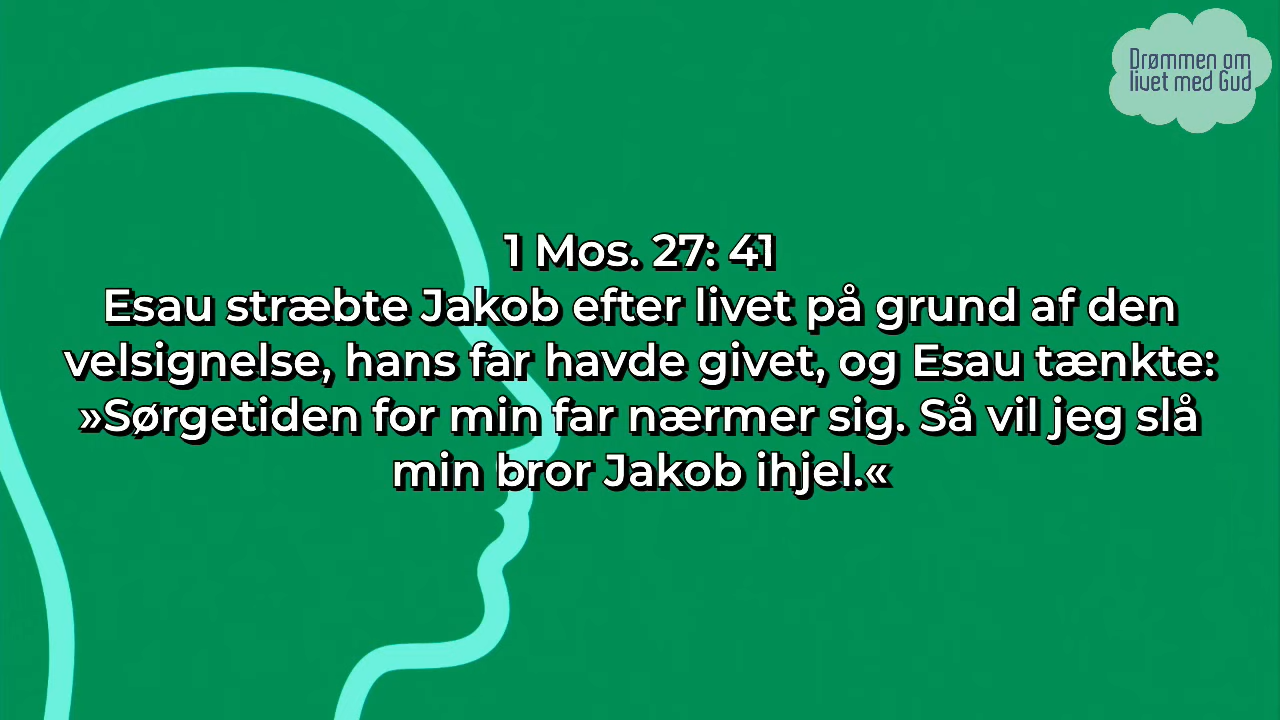 Drømmen om
livet med Gud
1 Mos. 27: 41
Esau stræbte Jakob efter livet på grund af den
velsignelse, hans far havde givet, og Esau tænkte:
»Sørgetiden for min far nærmer sig. Så vil jeg slå
min bror Jakob ihjel.«